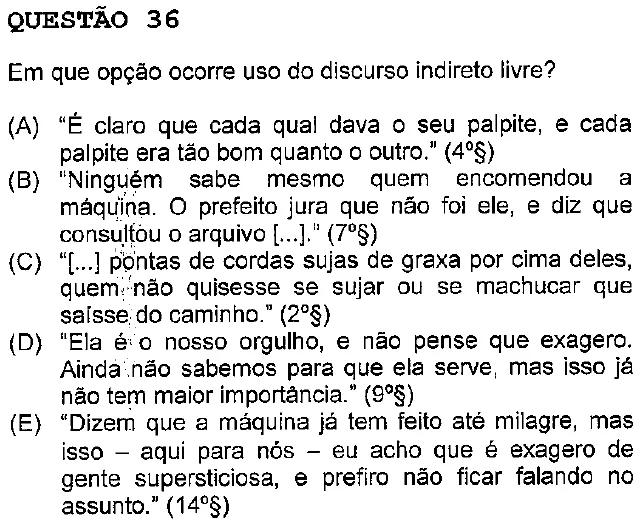 QUESTÃO 36
Em que opção ocorre uso do discurso indireto livre?
(A) “É claro que cada qual dava o seu palpite, e cada
palpite era tão bom quanto o outro.” (4º§)
(B) “Ninguém sabe mesmo quem encomendou a
máquina. O prefeito jura que não foi ele, e diz que
consultou o arquivo [...].” (7º§)
(C) “[...] pontas de cordas sujas de graxa por cima deles,
quem não quisesse se sujar ou se machucar que
saísse do caminho.” (2º§)
(D) “Ela é o nosso orgulho, e não pense que exagero.
Ainda não sabemos para que ela serve, mas isso já
não tem maior importância.” (9º§)
(E) “Dizem que a máquina já tem feito até milagre, mas
isso – aqui para nós – eu acho que é exagero de
gente supersticiosa, e prefiro não ficar falando no
assunto.” (14º§)